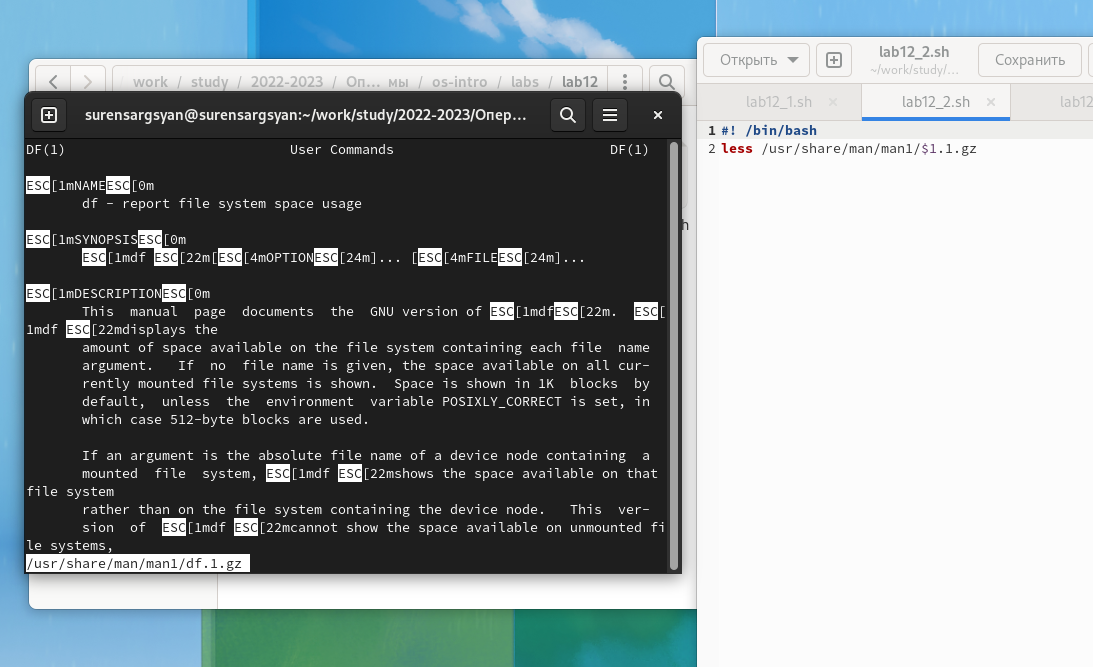 work / study / 2022-2023 / Оп… мы / os-intro / labs / lab12
surensargsyan@surensargsyan:~/work/study/2022-2023/Опер…
DF(1) User Commands DF(1)
ESC[1mNAMEESC[0m
df - report file system space usage
ESC[1mSYNOPSISESC[0m
ESC[1mdf ESC[22m[ESC[4mOPTIONESC[24m]... [ESC[4mFILEESC[24m]...
ESC[1mDESCRIPTIONESC[0m
This manual page documents the GNU version of ESC[1mdfESC[22m. ESC[
1mdf ESC[22mdisplays the
amount of space available on the file system containing each file name
argument. If no file name is given, the space available on all cur-
rently mounted file systems is shown. Space is shown in 1K blocks by
default, unless the environment variable POSIXLY_CORRECT is set, in
which case 512-byte blocks are used.
If an argument is the absolute file name of a device node containing a
mounted file system, ESC[1mdf ESC[22mshows the space available on that
file system
rather than on the file system containing the device node. This ver-
sion of ESC[1mdf ESC[22mcannot show the space available on unmounted fi
le systems,
/usr/share/man/man1/df.1.gz
h
Открыть
lab12_2.sh
~/work/study/…
Сохранить
lab12_1.sh
lab12_2.sh
lab12
1 #! /bin/bash
2 less /usr/share/man/man1/$1.1.gz